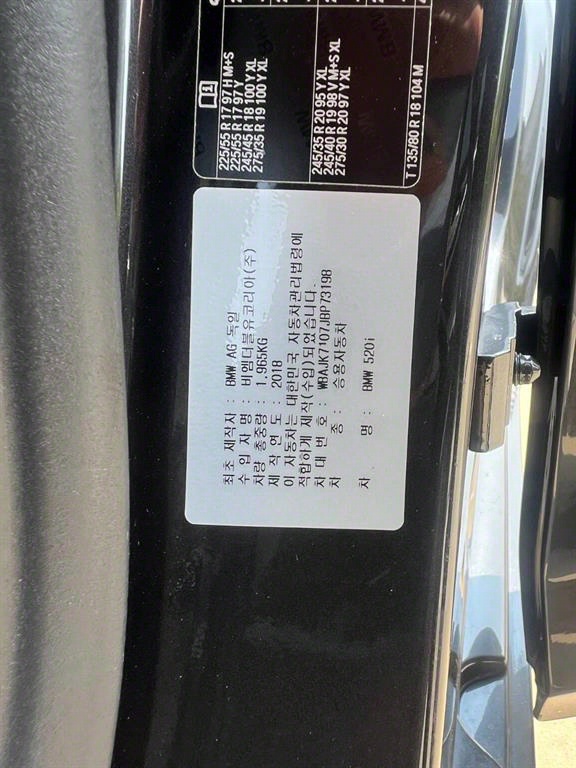 225/55 R 17 97 H M+S
225/55 R 17 97 Y
245/45 R 18 100 Y XL
275/35 R 19 100 Y XL
245/35 R 20 95 Y XL
245/40 R 19 98 V M+S XL
275/30 R 20 97 Y XL
T 135/80 R 18 104 M
최초 제작자 : BMW AG 독일
수 입 자 명 : 비엠더블유코리아(주)
차량 총중량 : 1,965KG
제 작 연 도 : 2018
이 자동차는 대한민국 자동차관리법령에
적합하게 제작(수입)되었습니다.
차 대 번 호 : WBAJK7107JBP73198
차 종 : 승용자동차
차 명 : BMW 520i